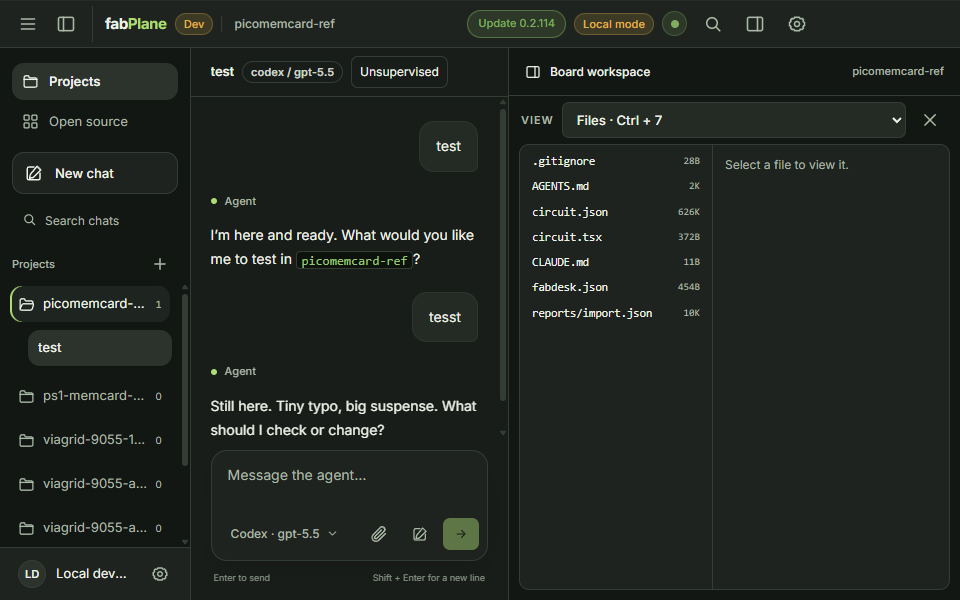 fabPlane Dev picomemcard-ref Update 0.2.114 Local mode
Projects
Open source
New chat
Search chats
Projects
picomemcard-... 1
test
ps1-memcard-... 0
viagrid-9055-1... 0
viagrid-9055-a... 0
viagrid-9055-a... 0
LD Local dev...
test codex / gpt-5.5 Unsupervised
test
Agent
I'm here and ready. What would you like
me to test in picomemcard-ref?
tesst
Agent
Still here. Tiny typo, big suspense. What
should I check or change?
Message the agent...
Codex · gpt-5.5
Enter to send Shift + Enter for a new line
Board workspace picomemcard-ref
VIEW Files · Ctrl + 7
.gitignore 28B
AGENTS.md 2K
circuit.json 626K
circuit.tsx 372B
CLAUDE.md 11B
fabdesk.json 454B
reports/import.json 10K
Select a file to view it.